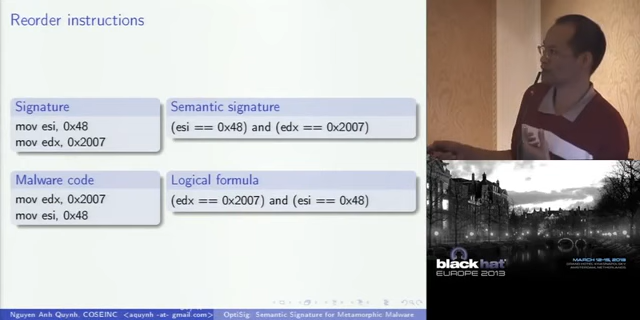 Reorder instructions
Signature
mov esi, 0x48
mov edx, 0x2007
Semantic signature
(esi == 0x48) and (edx == 0x2007)
Malware code
mov edx, 0x2007
mov esi, 0x48
Logical formula
(edx == 0x2007) and (esi == 0x48)
Nguyen Anh Quynh, COSEINC <aquynh -at- gmail.com>
OptiSig: Semantic Signature for Metamorphic Malware
black hat
EUROPE 2013